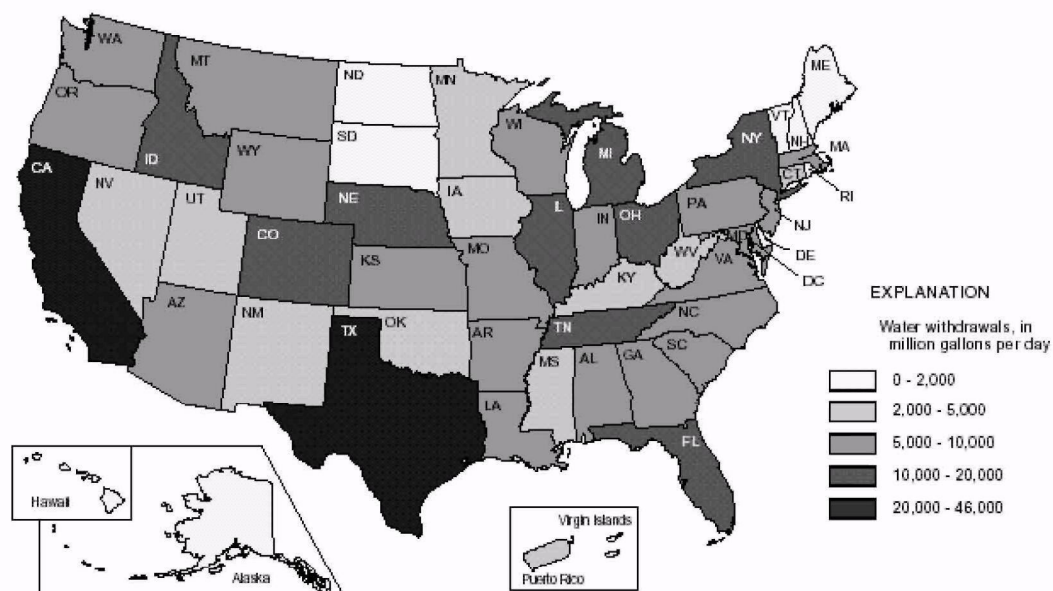 WA
MT
ND
MN
ME
OR
VT
ID
SD
WI
NY
NH
MA
WY
MI
CA
CT
RI
NV
IA
NE
PA
UT
IL
IN
OH
NJ
CO
MD
DE
KS
MO
WV
VA
DC
KY
AZ
NC
NM
OK
TN
AR
SC
TX
MS
AL
GA
LA
FL
Hawaii
Alaska
Virgin Islands
Puerto Rico
EXPLANATION
Water withdrawals, in
million gallons per day
0 - 2,000
2,000 - 5,000
5,000 - 10,000
10,000 - 20,000
20,000 - 46,000